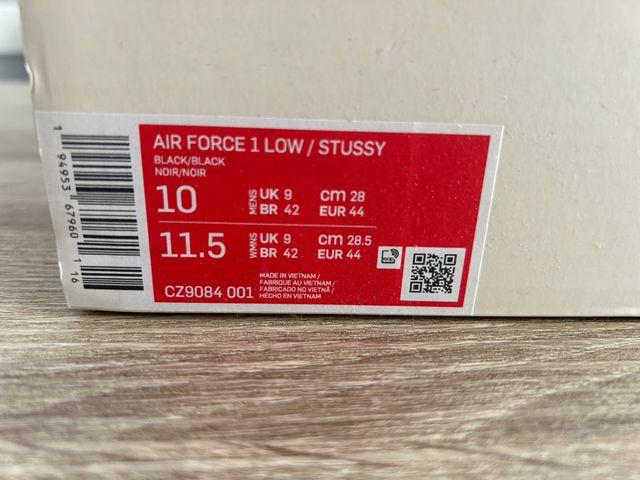 AIR FORCE 1 LOW / STUSSY
BLACK/BLACK
NOIR/NOIR
10 MENS UK 9 cm 28
BR 42 EUR 44
11.5 WMNS UK 9 cm 28.5
BR 42 EUR 44
CZ9084 001
MADE IN VIETNAM /
FABRIQUE AU VIETNAM /
FABRICADO NO VIETNÃ /
HECHO EN VIETNAM
1 94953 67960 1 16